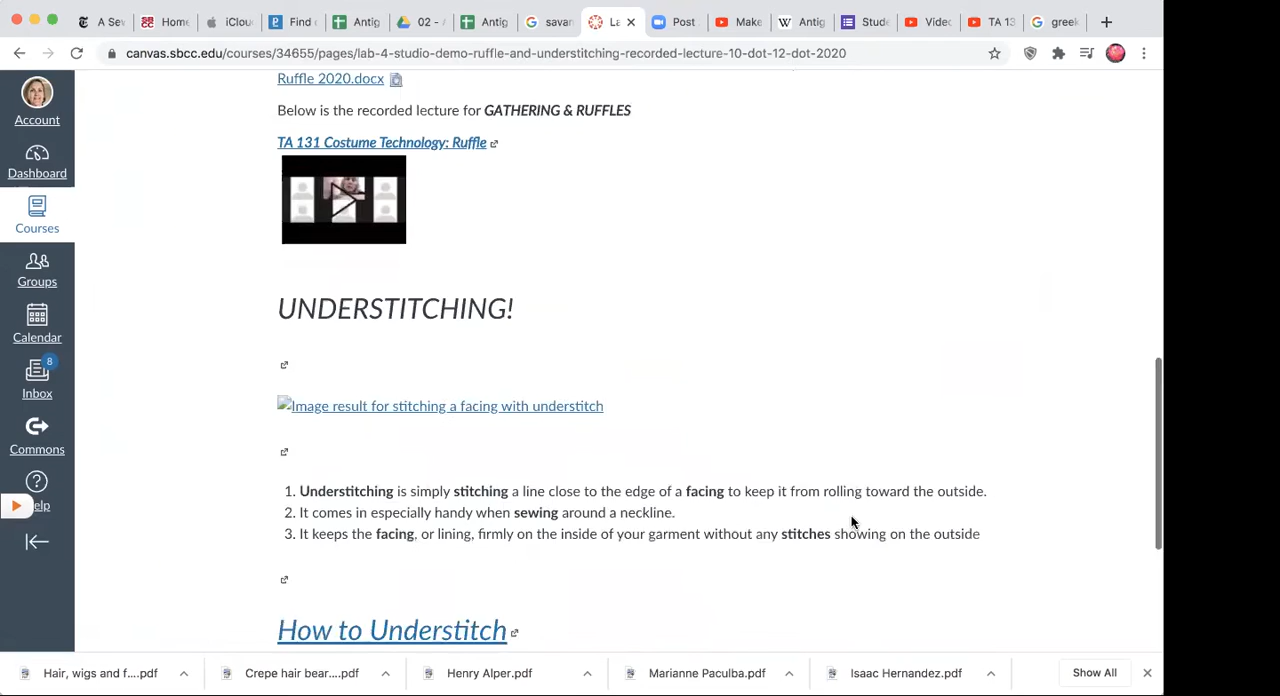 A Sev
Home
iClou
Find
Antig
02 -
Antig
savan
La
Post
Make
Antig
Stude
Videc
TA 13
greek
canvas.sbcc.edu/courses/34655/pages/lab-4-studio-demo-ruffle-and-understitching-recorded-lecture-10-dot-12-dot-2020
Account
Dashboard
Courses
Groups
Calendar
8
Inbox
Commons
elp
Ruffle 2020.docx
Below is the recorded lecture for GATHERING & RUFFLES
TA 131 Costume Technology: Ruffle
UNDERSTITCHING!
Image result for stitching a facing with understitch
1. Understitching is simply stitching a line close to the edge of a facing to keep it from rolling toward the outside.
2. It comes in especially handy when sewing around a neckline.
3. It keeps the facing, or lining, firmly on the inside of your garment without any stitches showing on the outside
How to Understitch
Hair, wigs and f....pdf
Crepe hair bear....pdf
Henry Alper.pdf
Marianne Paculba.pdf
Isaac Hernandez.pdf
Show All